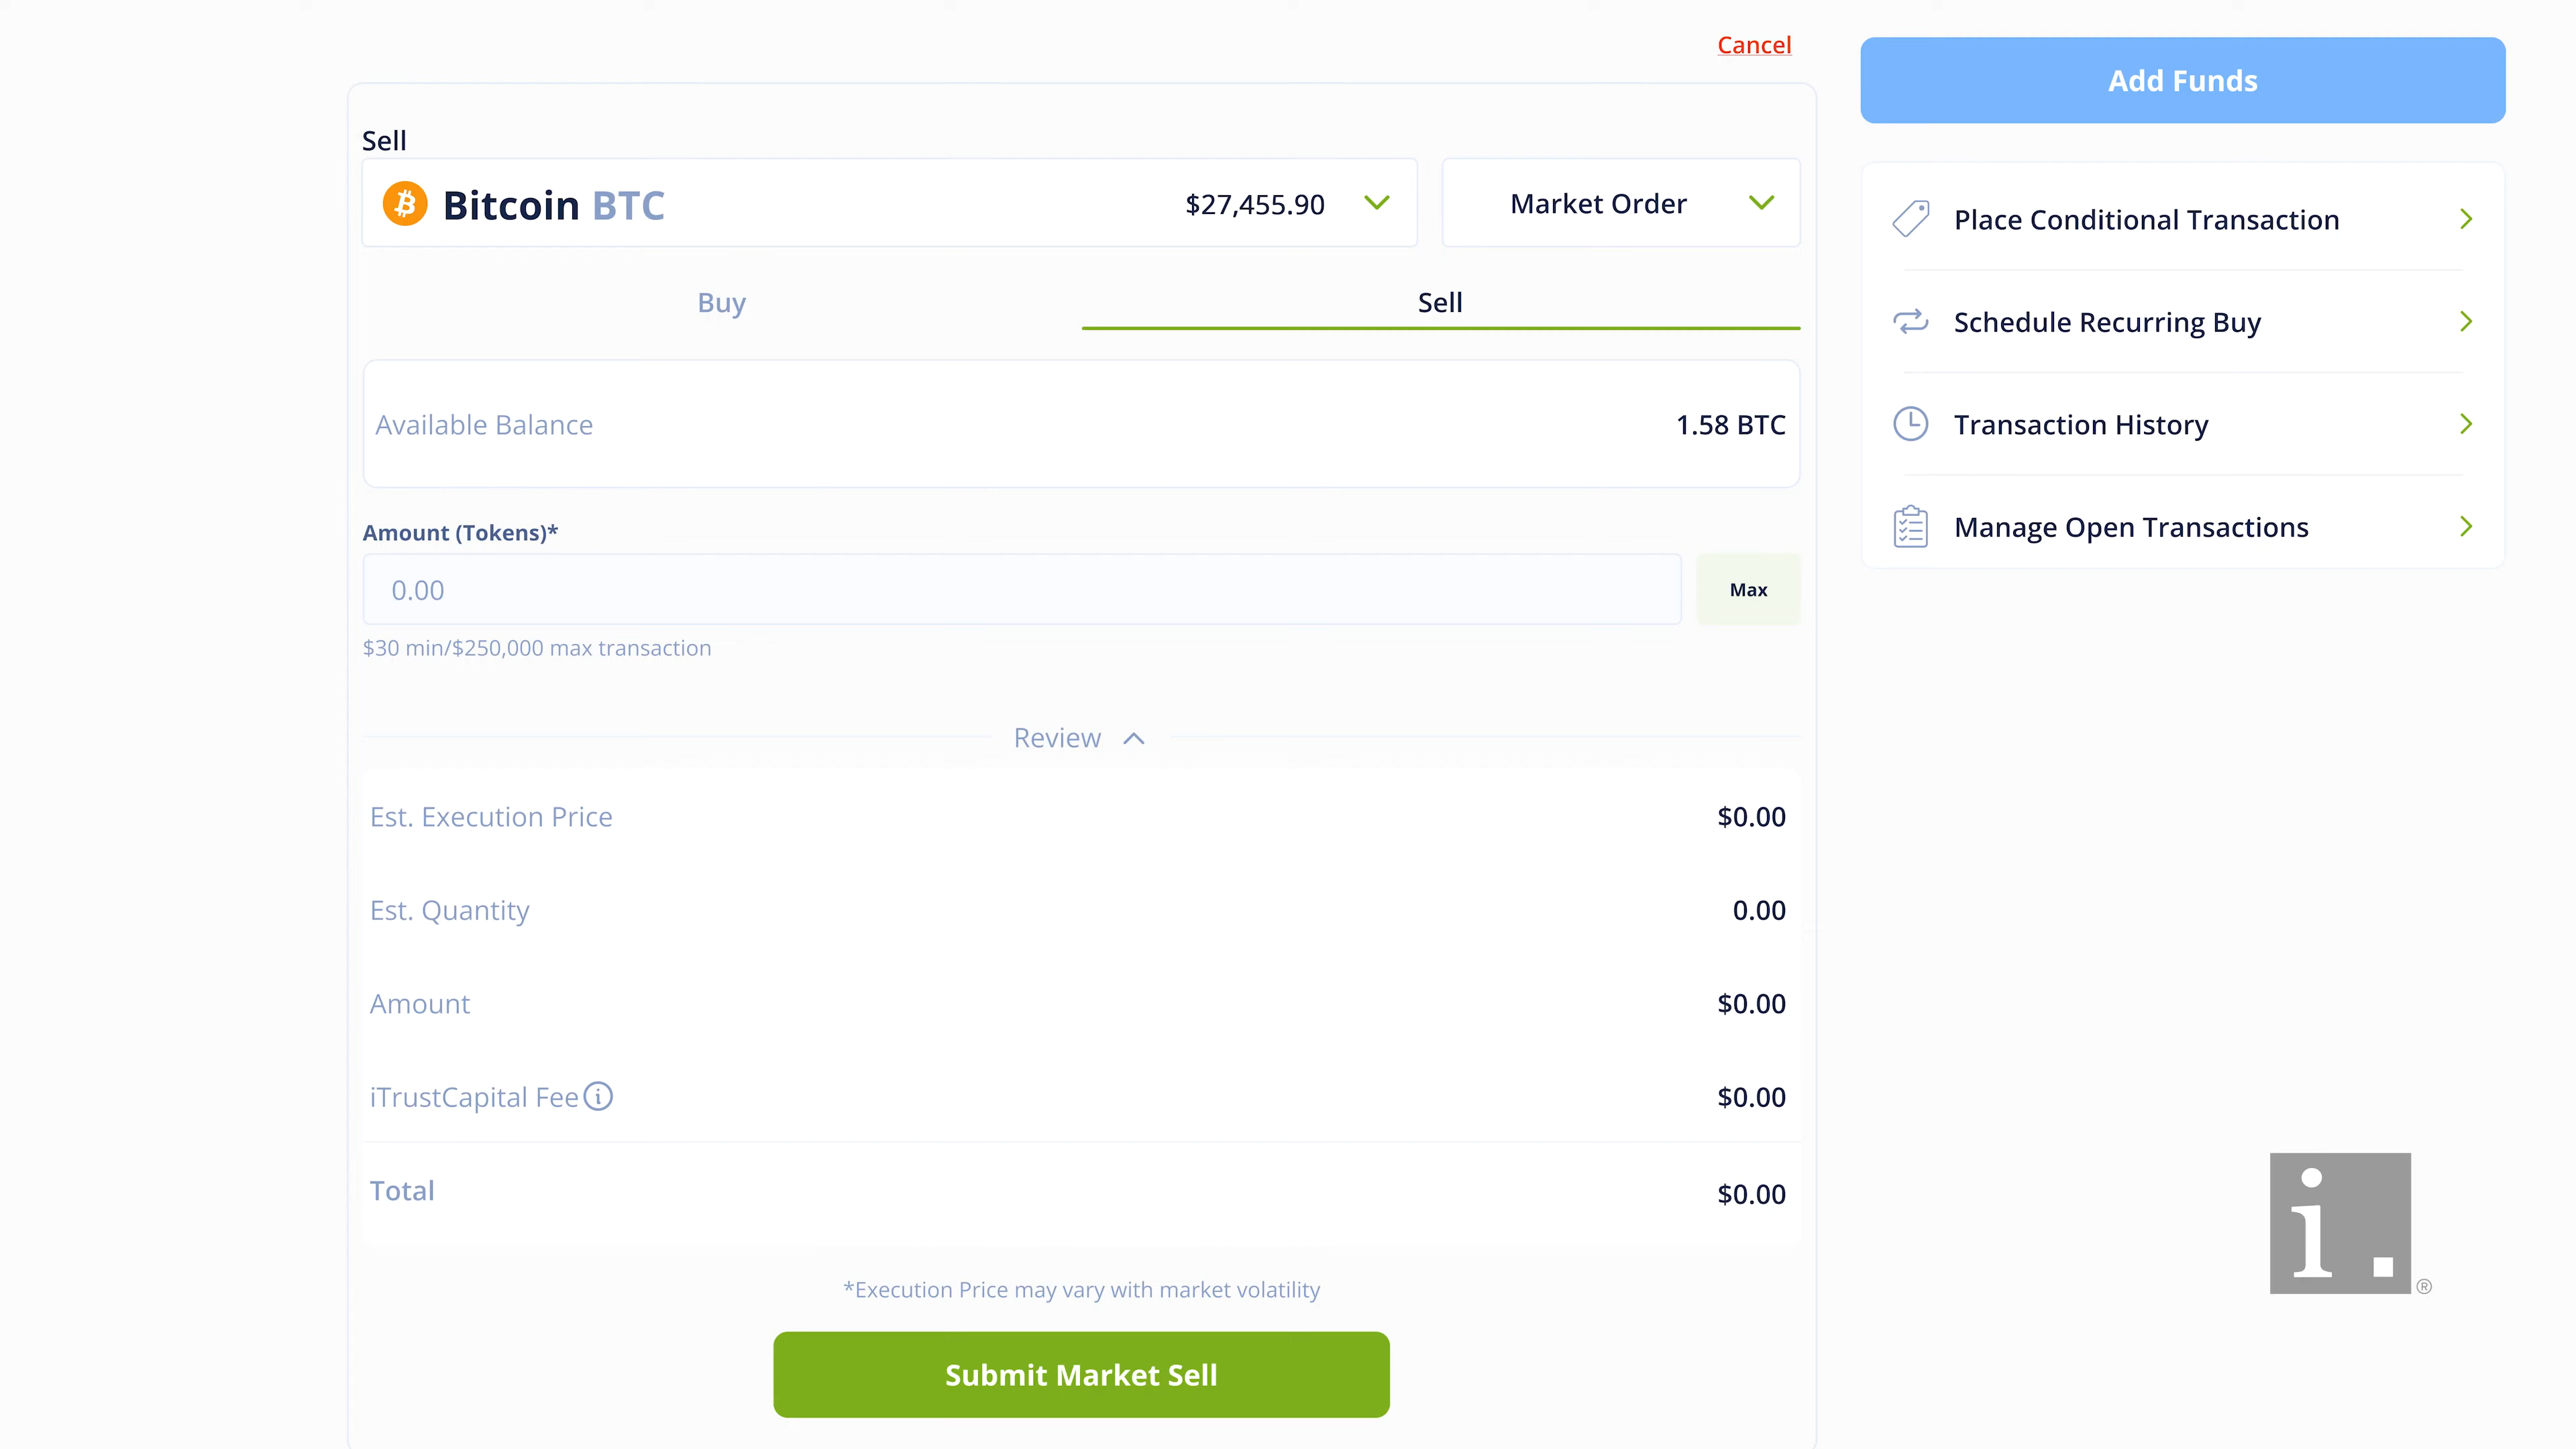 Cancel
Add Funds
Sell
Bitcoin BTC $27,455.90
Market Order
Buy
Sell
Available Balance 1.58 BTC
Amount (Tokens)*
0.00
Max
$30 min/$250,000 max transaction
Review
Est. Execution Price $0.00
Est. Quantity 0.00
Amount $0.00
iTrustCapital Fee $0.00
Total $0.00
*Execution Price may vary with market volatility
Submit Market Sell
Place Conditional Transaction
Schedule Recurring Buy
Transaction History
Manage Open Transactions
i.®